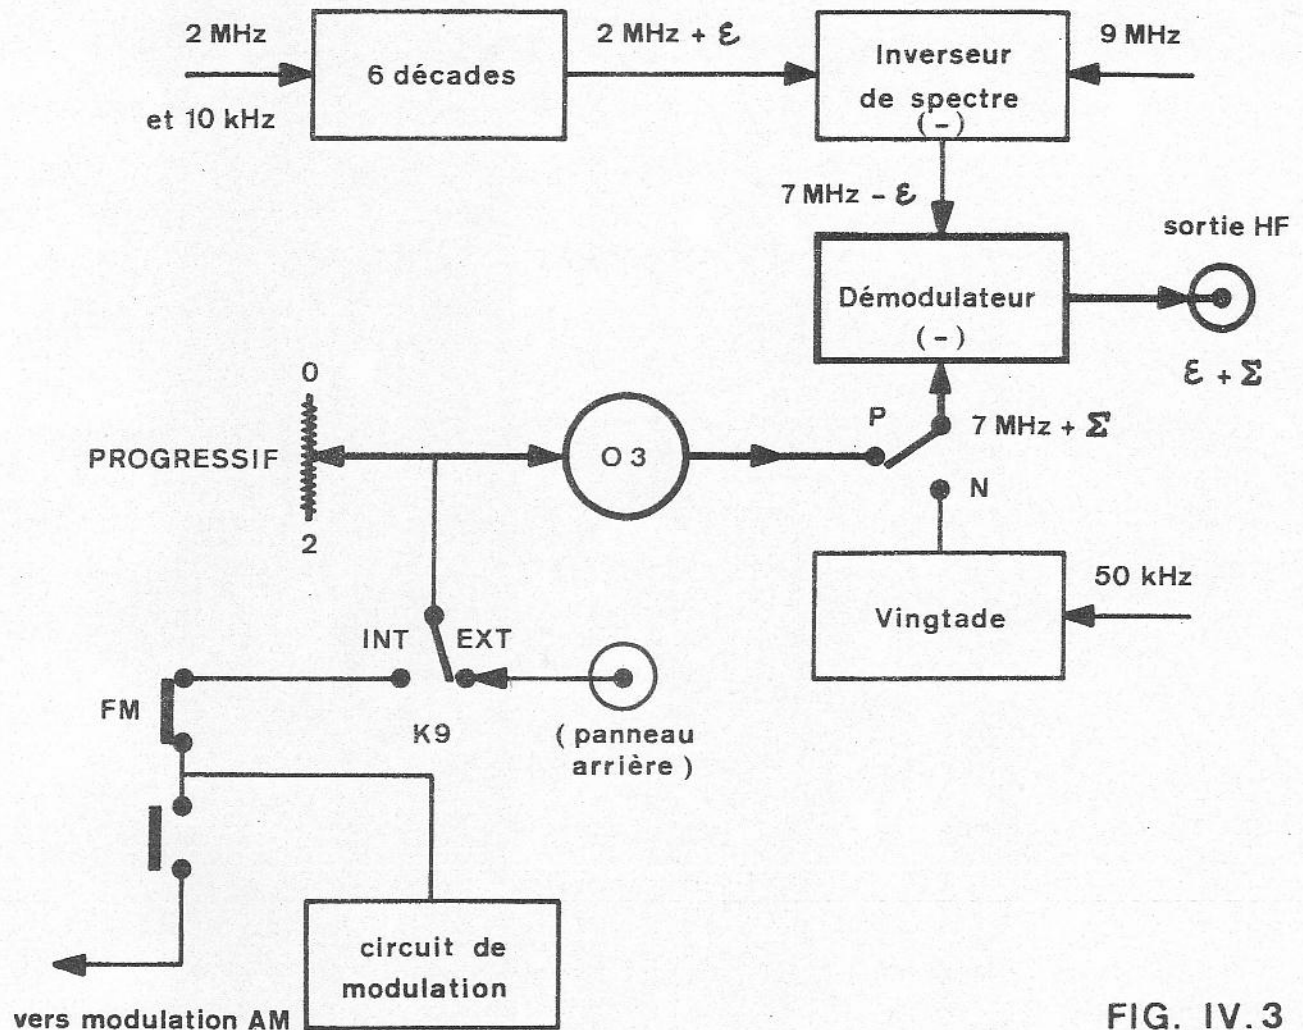 2 MHz
et 10 kHz
6 décades
2 MHz + ε
Inverseur
de spectre
(-)
9 MHz
7 MHz - ε
sortie HF
Démodulateur
(-)
ε + Σ
0
PROGRESSIF
2
O3
P
7 MHz + Σ
N
50 kHz
Vingtade
INT
EXT
K9
(panneau
arrière)
FM
circuit de
modulation
vers modulation AM
FIG. IV.3